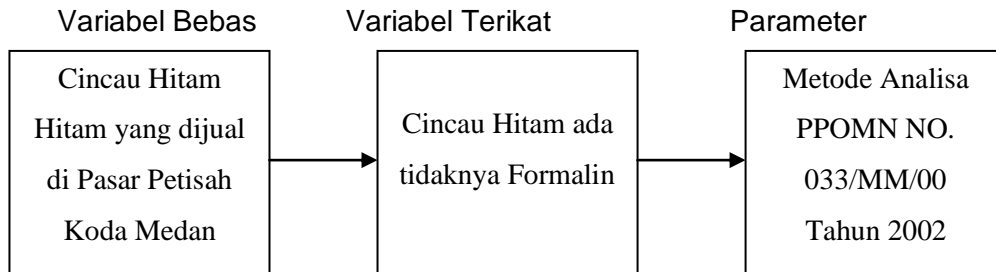 Variabel Bebas
Variabel Terikat
Parameter
Cincau Hitam
Hitam yang dijual
di Pasar Petisah
Koda Medan
Cincau Hitam ada
tidaknya Formalin
Metode Analisa
PPOMN NO.
033/MM/00
Tahun 2002